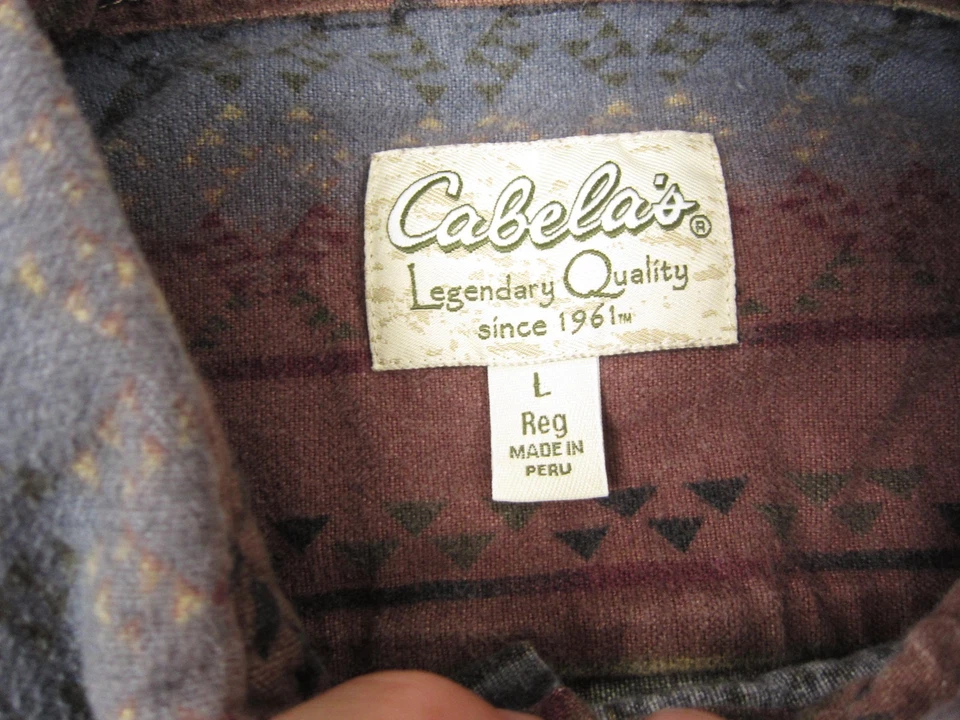 Cabela's®
Legendary Quality
since 1961™
L
Reg
MADE IN
PERU